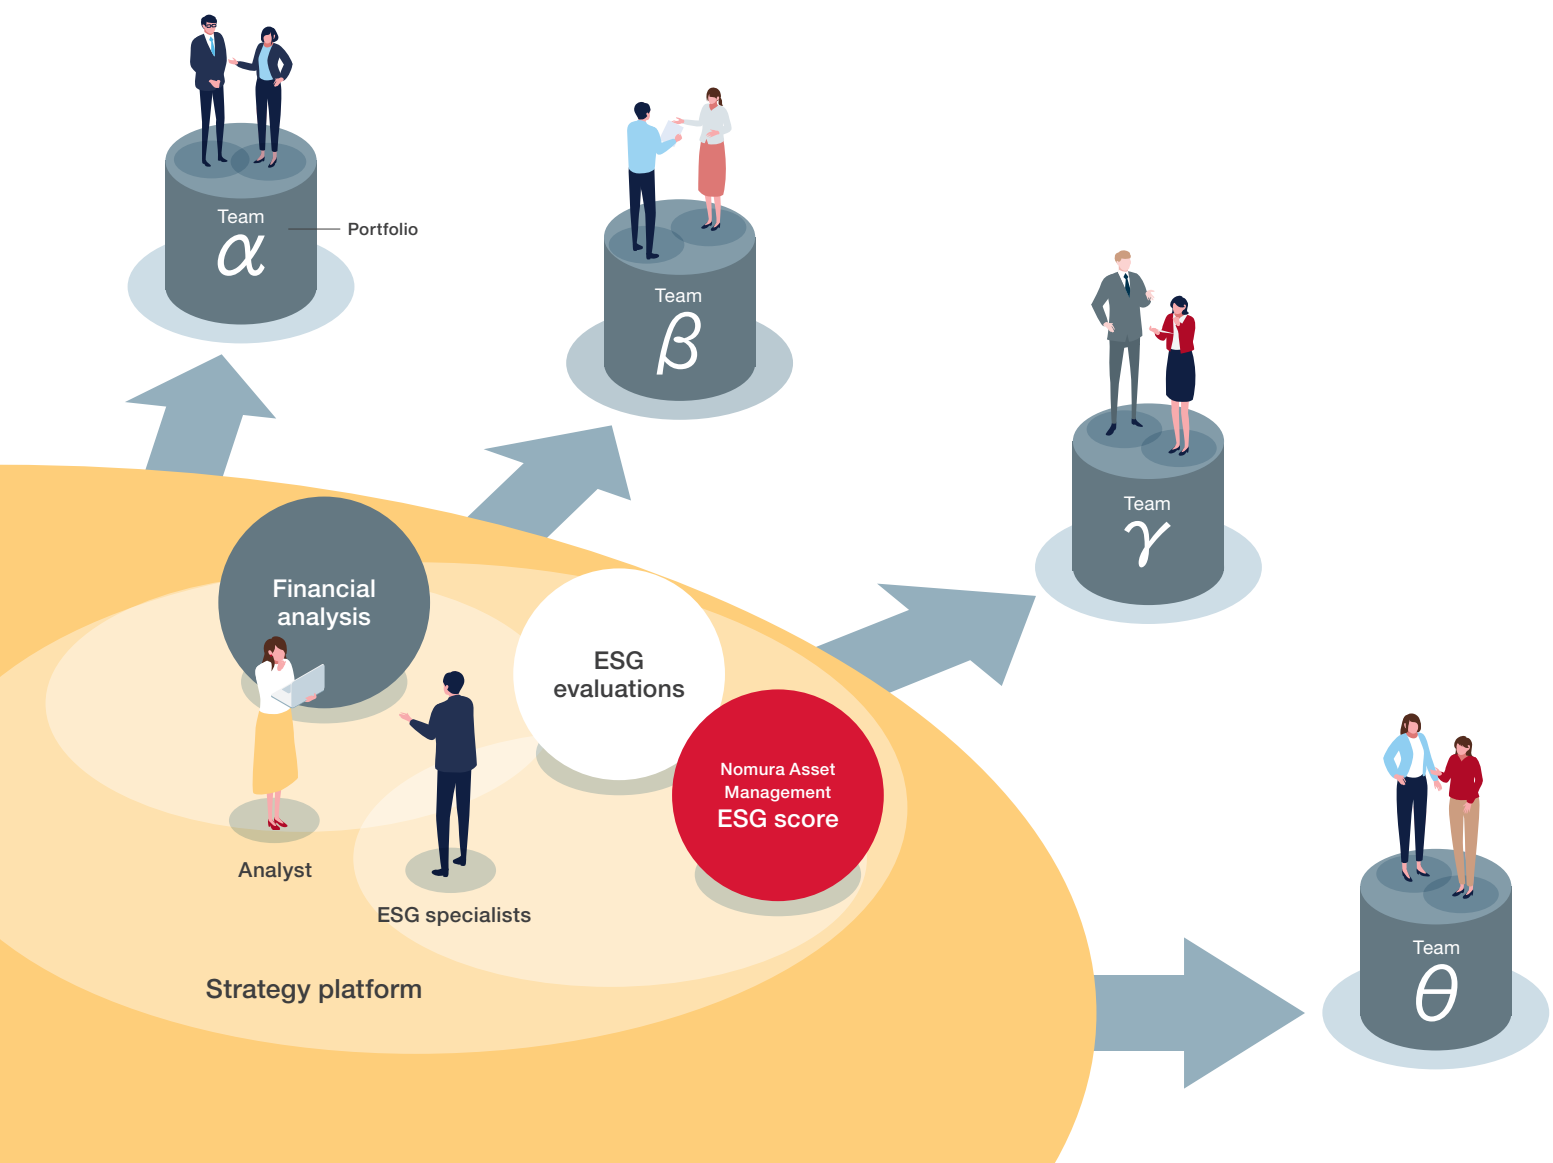 Team
α
Portfolio
Team
β
Team
γ
Financial
analysis
ESG
evaluations
Nomura Asset
Management
ESG score
Analyst
ESG specialists
Strategy platform
Team
θ